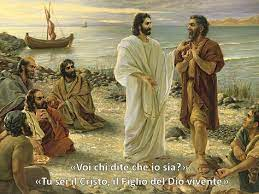 «Voi chi dite che io sia?»
«Tu sei il Cristo, il Figlio del Dio vivente»